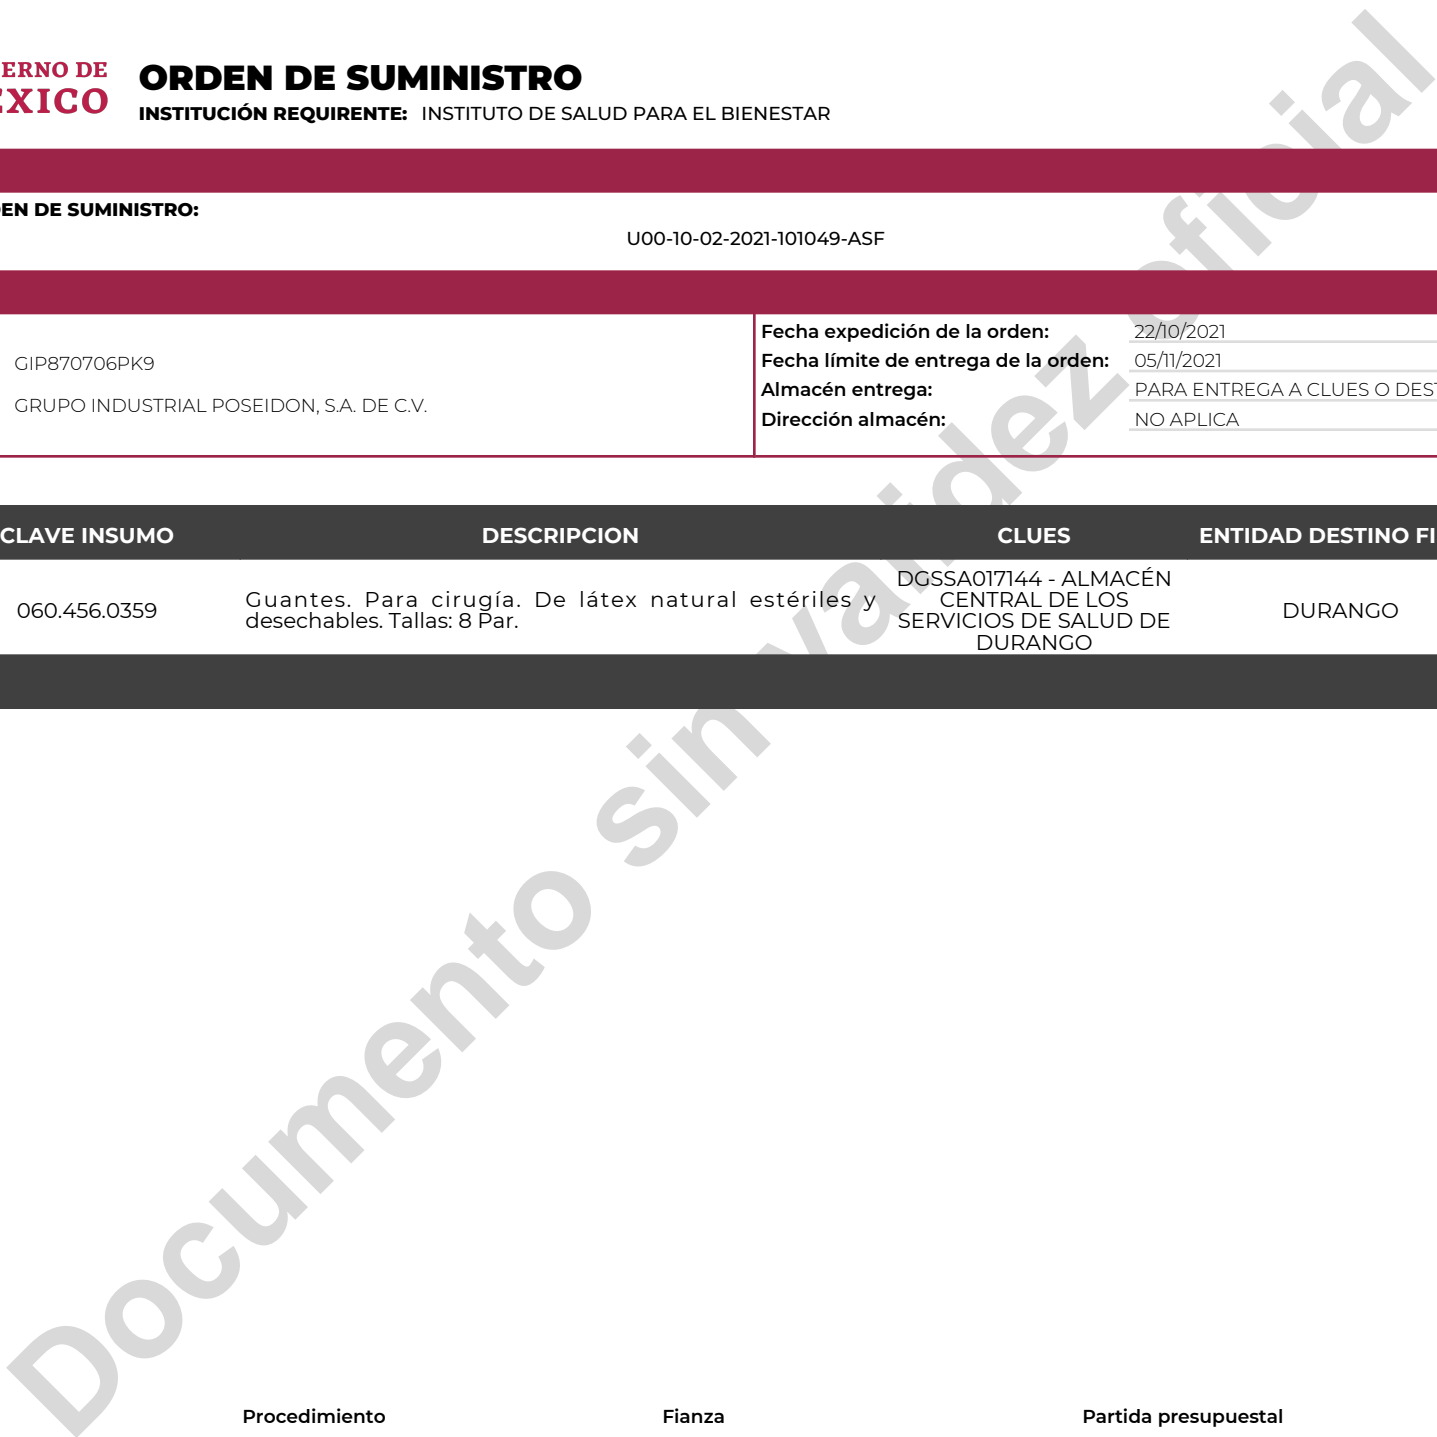 ERNO DE
ÉXICO
ORDEN DE SUMINISTRO
INSTITUCIÓN REQUIRENTE: INSTITUTO DE SALUD PARA EL BIENESTAR
DEN DE SUMINISTRO:
U00-10-02-2021-101049-ASF
GIP870706PK9
GRUPO INDUSTRIAL POSEIDON, S.A. DE C.V.
Fecha expedición de la orden: 22/10/2021
Fecha límite de entrega de la orden: 05/11/2021
Almacén entrega: PARA ENTREGA A CLUES O DEST
Dirección almacén: NO APLICA
CLAVE INSUMO DESCRIPCION CLUES ENTIDAD DESTINO FI
060.456.0359
Guantes. Para cirugía. De látex natural estériles y
desechables. Tallas: 8 Par.
DGSSA017144 - ALMACÉN
CENTRAL DE LOS
SERVICIOS DE SALUD DE
DURANGO
DURANGO
Documento sin validez oficial
Procedimiento Fianza Partida presupuestal